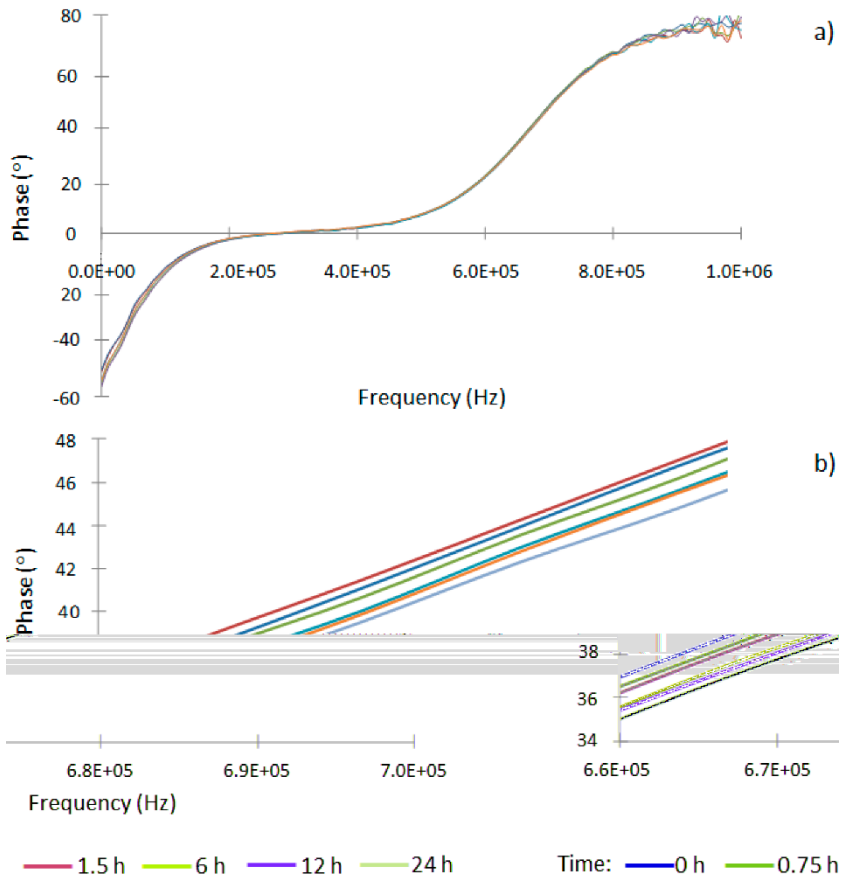 80
a)
60
40
20
Phase (°)
0
0.0E+00 2.0E+05 4.0E+05 6.0E+05 8.0E+05 1.0E+06
20
-40
-60
Frequency (Hz)
48
b)
46
44
42
Phase (°)
40
38
36
34
6.8E+05 6.9E+05 7.0E+05 6.6E+05 6.7E+05
Frequency (Hz)
1.5 h 6 h 12 h 24 h Time: 0 h 0.75 h